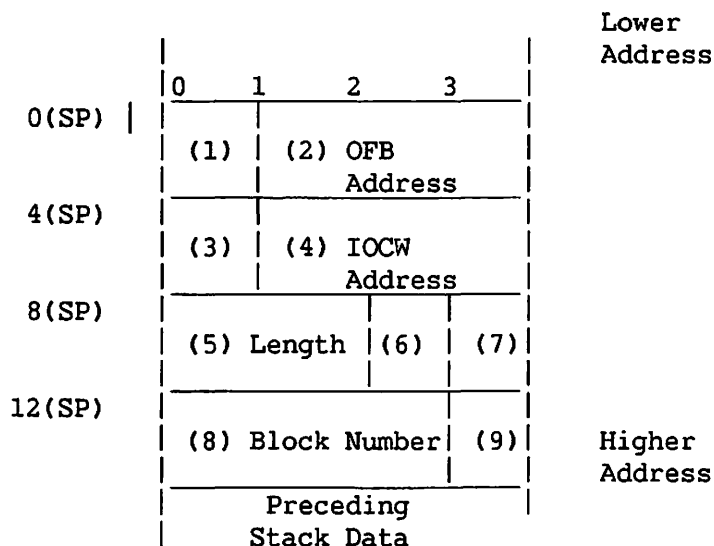 Lower
Address
0 1 2 3
0(SP)
(1) (2) OFB
Address
4(SP)
(3) (4) IOCW
Address
8(SP)
(5) Length (6) (7)
12(SP)
(8) Block Number (9) Higher
Address
Preceding
Stack Data